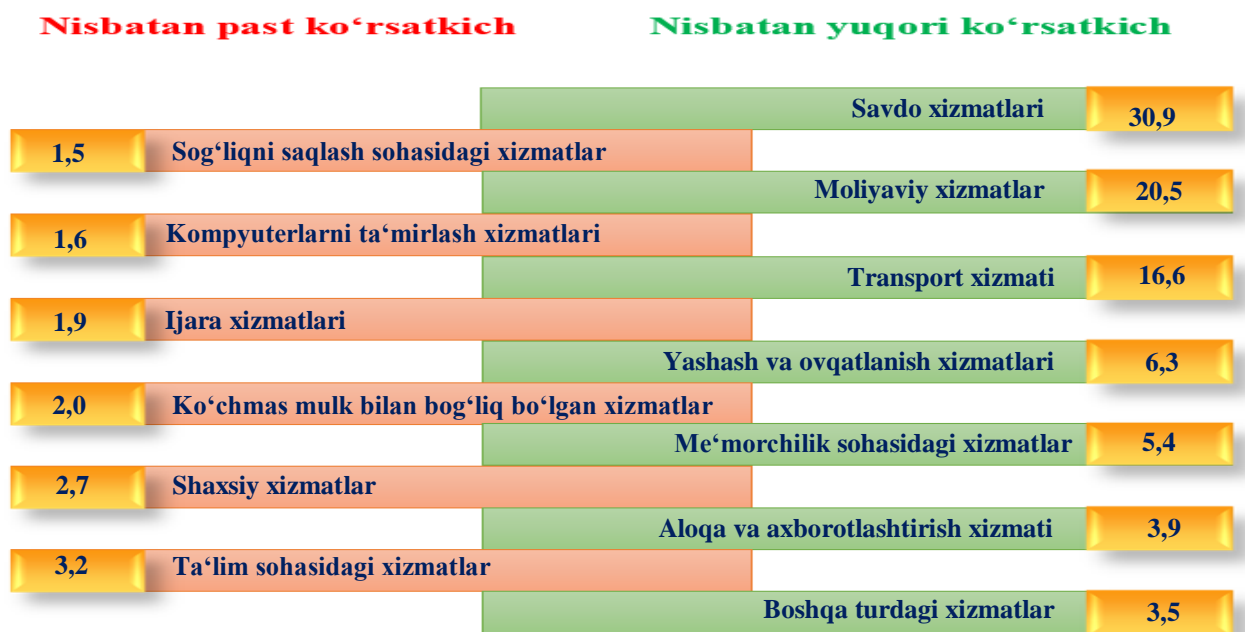 Nisbatan past ko‘rsatkich
Nisbatan yuqori ko‘rsatkich
Savdo xizmatlari 30,9
1,5 Sog‘liqni saqlash sohasidagi xizmatlar
Moliyaviy xizmatlar 20,5
1,6 Kompyuterlarni ta‘mirlash xizmatlari
Transport xizmati 16,6
1,9 Ijara xizmatlari
Yashash va ovqatlanish xizmatlari 6,3
2,0 Ko‘chmas mulk bilan bog‘liq bo‘lgan xizmatlar
Me‘morchilik sohasidagi xizmatlar 5,4
2,7 Shaxsiy xizmatlar
Aloqa va axborotlashtirish xizmati 3,9
3,2 Ta‘lim sohasidagi xizmatlar
Boshqa turdagi xizmatlar 3,5